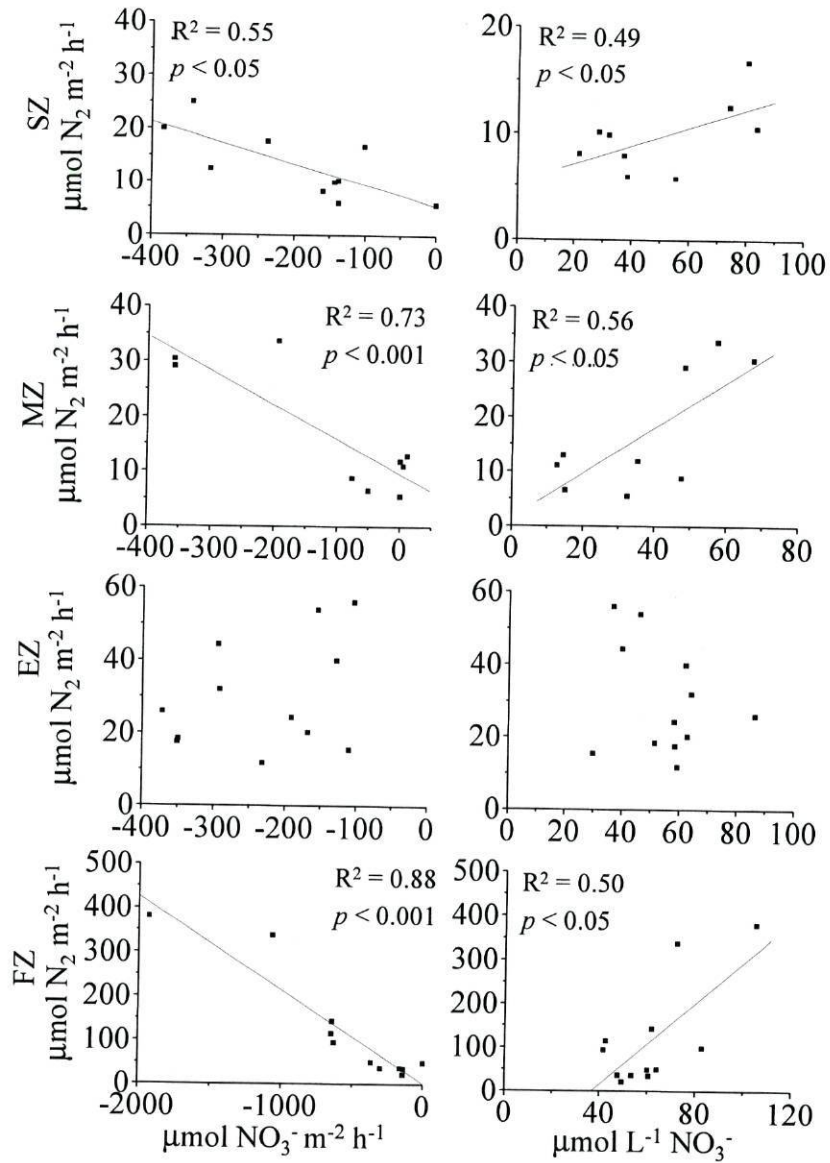 40
30
20
10
0
SZ
µmol N₂ m⁻² h⁻¹
R² = 0.55
p < 0.05
-400 -300 -200 -100 0
20
10
0
R² = 0.49
p < 0.05
0 20 40 60 80 100
40
30
20
10
0
MZ
µmol N₂ m⁻² h⁻¹
R² = 0.73
p < 0.001
-400 -300 -200 -100 0
40
30
20
10
0
R² = 0.56
p < 0.05
0 20 40 60 80
60
40
20
0
EZ
µmol N₂ m⁻² h⁻¹
-400 -300 -200 -100 0
60
40
20
0
0 20 40 60 80 100
500
400
300
200
100
0
FZ
µmol N₂ m⁻² h⁻¹
R² = 0.88
p < 0.001
-2000 -1000 0
µmol NO₃⁻ m⁻² h⁻¹
500
400
300
200
100
0
R² = 0.50
p < 0.05
0 40 80 120
µmol L⁻¹ NO₃⁻